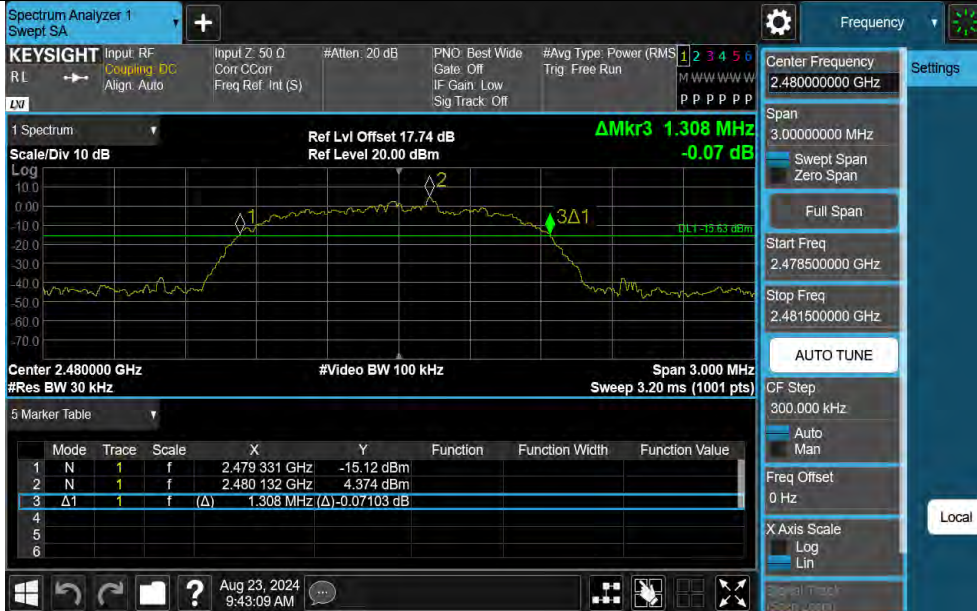 Spectrum Analyzer 1
Swept SA
+
Frequency
KEYSIGHT
RL
LXI
Input: RF
Coupling: DC
Align: Auto
Input Z: 50 Ω
Corr CCorr
Freq Ref: Int (S)
#Atten: 20 dB
PNO: Best Wide
Gate: Off
IF Gain: Low
Sig Track: Off
#Avg Type: Power (RMS
Trig: Free Run
1 2 3 4 5 6
M W W W W W
P P P P P P
Center Frequency
2.480000000 GHz
Settings
Span
3.00000000 MHz
Swept Span
Zero Span
Full Span
Start Freq
2.478500000 GHz
Stop Freq
2.481500000 GHz
AUTO TUNE
CF Step
300.000 kHz
Auto
Man
Freq Offset
0 Hz
X Axis Scale
Log
Lin
Local
1 Spectrum
Scale/Div 10 dB
Ref Lvl Offset 17.74 dB
Ref Level 20.00 dBm
ΔMkr3 1.308 MHz
-0.07 dB
Log
10.0
0.00
-10.0
-20.0
-30.0
-40.0
-50.0
-60.0
-70.0
1
2
3Δ1
DL1 -15.63 dBm
Center 2.480000 GHz
#Res BW 30 kHz
#Video BW 100 kHz
Span 3.000 MHz
Sweep 3.20 ms (1001 pts)
5 Marker Table
Mode Trace Scale X Y Function Function Width Function Value
1 N 1 f 2.479 331 GHz -15.12 dBm
2 N 1 f 2.480 132 GHz 4.374 dBm
3 Δ1 1 f (Δ) 1.308 MHz (Δ)-0.07103 dB
4
5
6
?
Aug 23, 2024
9:43:09 AM